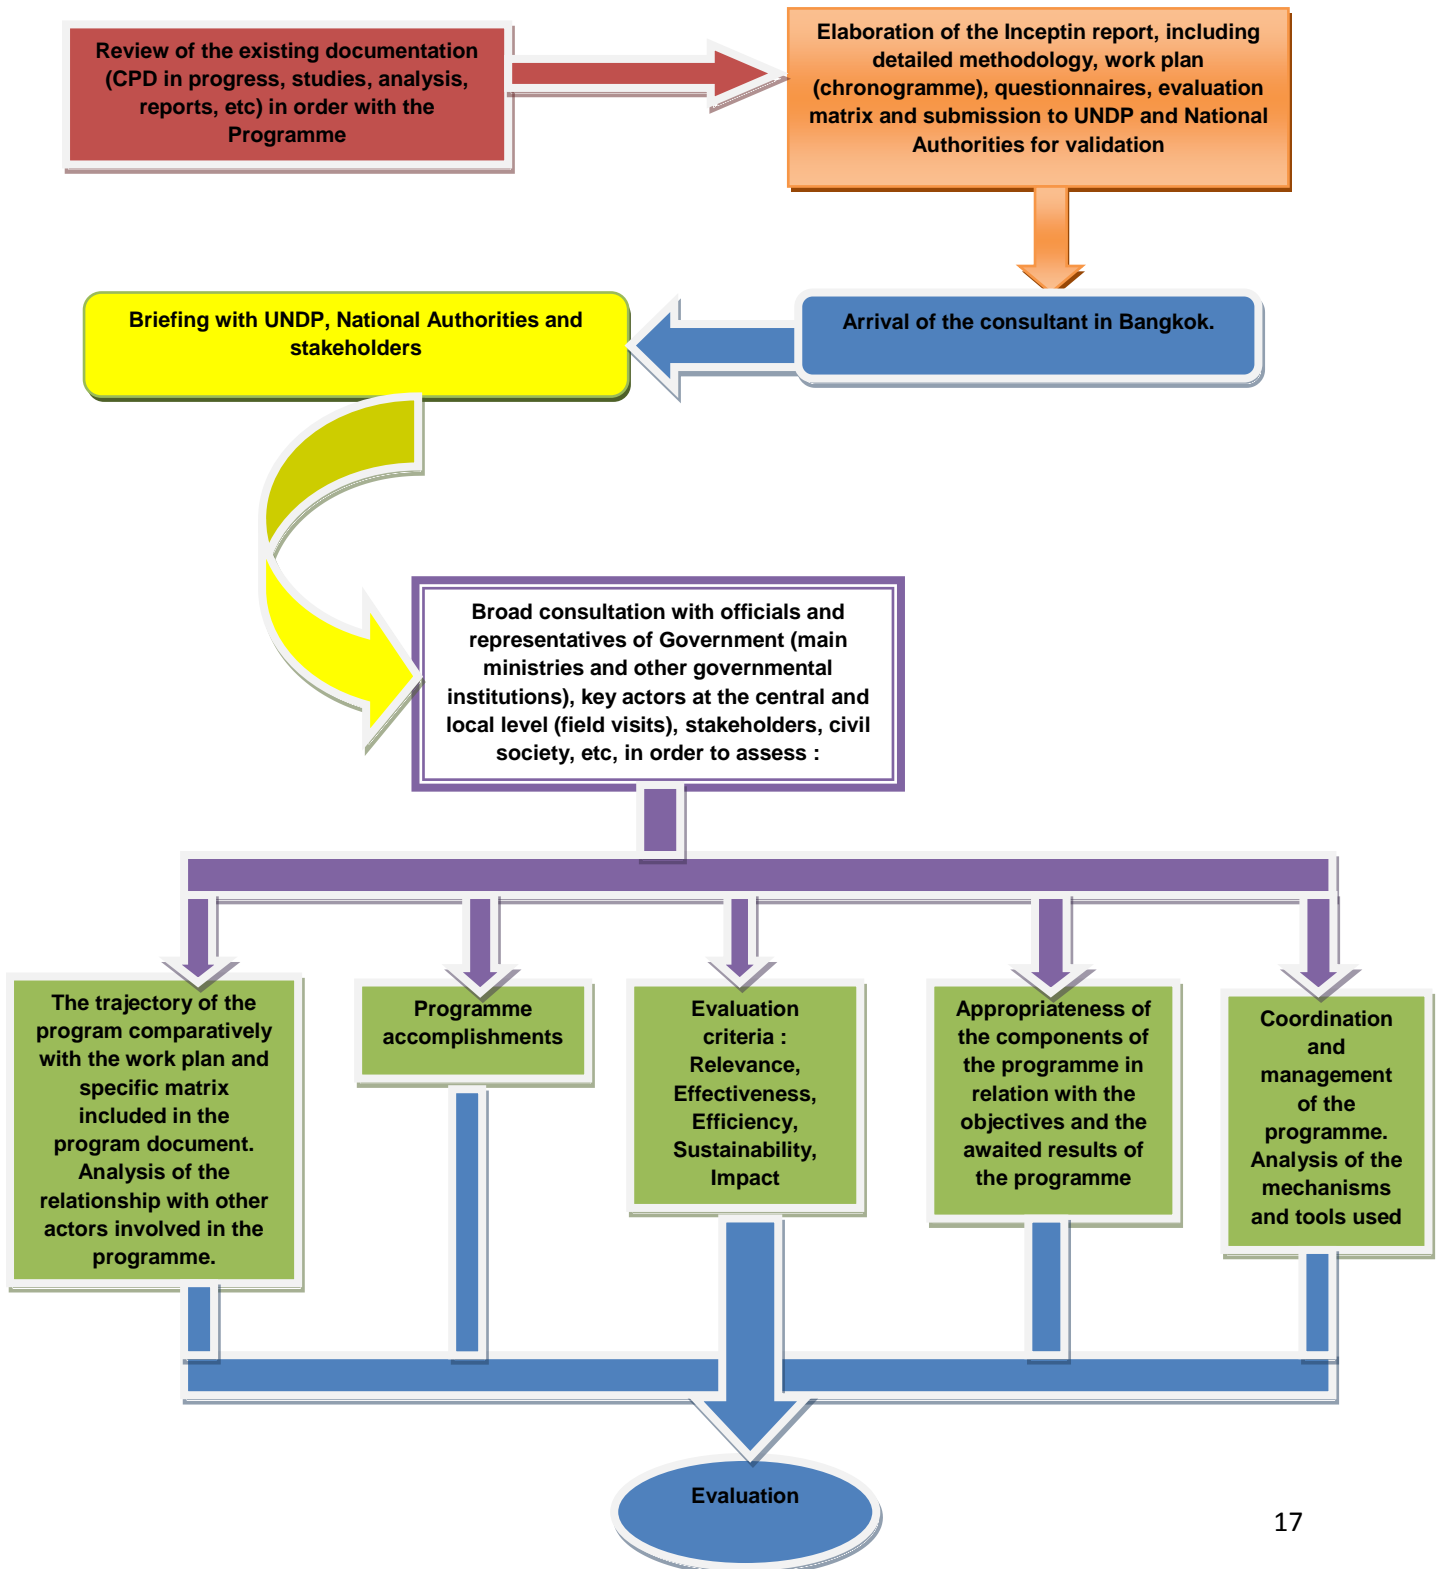 Review of the existing documentation
(CPD in progress, studies, analysis,
reports, etc) in order with the
Programme
Elaboration of the Inceptin report, including
detailed methodology, work plan
(chronogramme), questionnaires, evaluation
matrix and submission to UNDP and National
Authorities for validation
Arrival of the consultant in Bangkok.
Briefing with UNDP, National Authorities and
stakeholders
Broad consultation with officials and
representatives of Government (main
ministries and other governmental
institutions), key actors at the central and
local level (field visits), stakeholders, civil
society, etc, in order to assess :
The trajectory of the
program comparatively
with the work plan and
specific matrix
included in the
program document.
Analysis of the
relationship with other
actors involved in the
programme.
Programme
accomplishments
Evaluation
criteria :
Relevance,
Effectiveness,
Efficiency,
Sustainability,
Impact
Appropriateness of
the components of
the programme in
relation with the
objectives and the
awaited results of
the programme
Coordination
and
management
of the
programme.
Analysis of the
mechanisms
and tools used
Evaluation
17